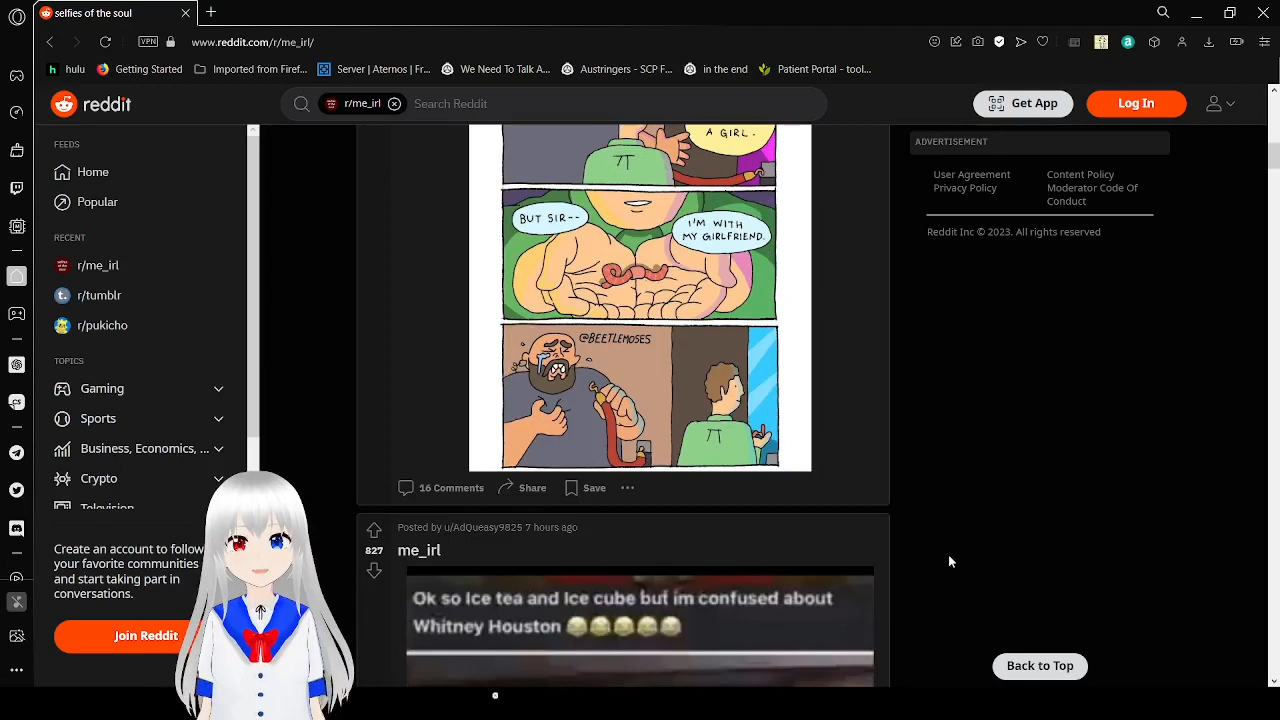 selfies of the soul
VPN
www.reddit.com/r/me_irl/
hulu
Getting Started
Imported from Firef...
Server | Aternos | Fr...
We Need To Talk A...
Austringers - SCP F...
in the end
Patient Portal - tool...
reddit
r/me_irl
Search Reddit
Get App
Log In
FEEDS
Home
Popular
RECENT
r/me_irl
r/tumblr
r/pukicho
TOPICS
Gaming
Sports
Business, Economics, ...
Crypto
Television
Create an account to follow
your favorite communities
and start taking part in
conversations.
Join Reddit
A GIRL.
BUT SIR--
I'M WITH
MY GIRLFRIEND.
@BEETLEMOSES
16 Comments
Share
Save
Posted by u/AdQueasy9825 7 hours ago
827
me_irl
Ok so Ice tea and Ice cube but im confused about
Whitney Houston 😂😂😂😂😂
ADVERTISEMENT
User Agreement
Privacy Policy
Content Policy
Moderator Code Of
Conduct
Reddit Inc © 2023. All rights reserved
Back to Top